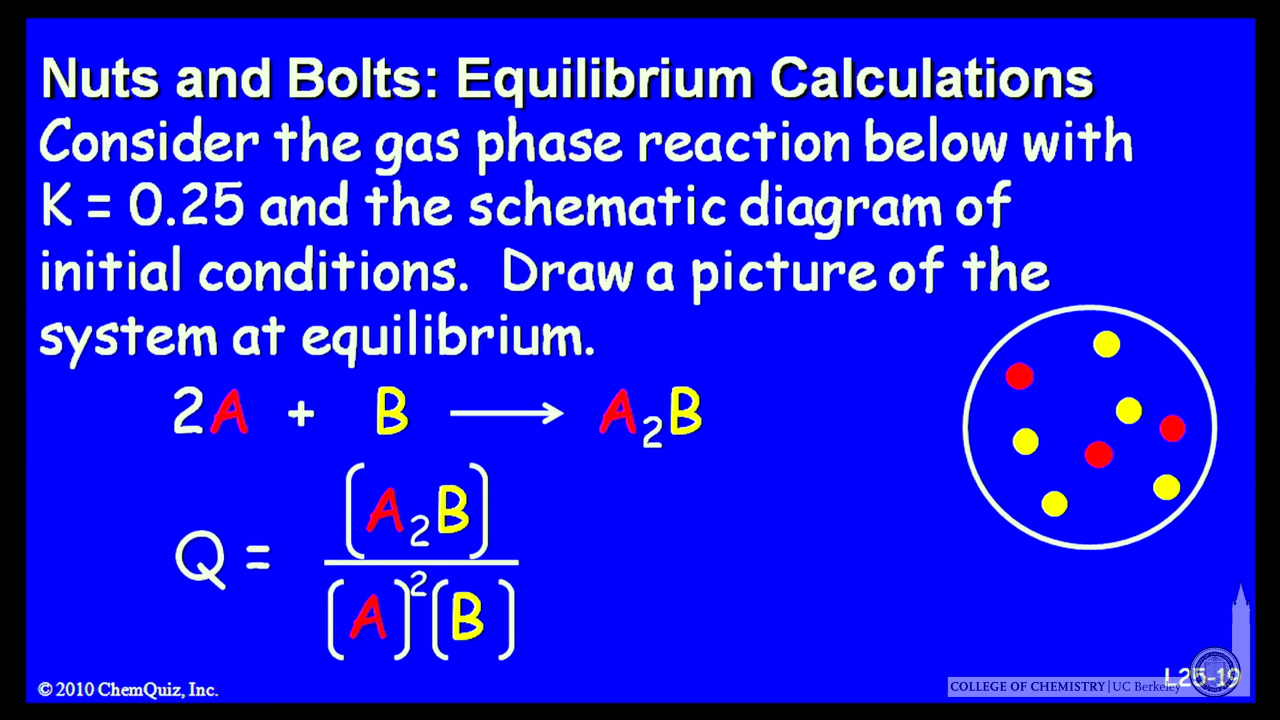 Nuts and Bolts: Equilibrium Calculations
Consider the gas phase reaction below with
K = 0.25 and the schematic diagram of
initial conditions. Draw a picture of the
system at equilibrium.
2A + B ⟶ A₂B
Q = (A₂B)
(A)²(B)
© 2010 ChemQuiz, Inc.
L25-19
COLLEGE OF CHEMISTRY | UC Berkeley